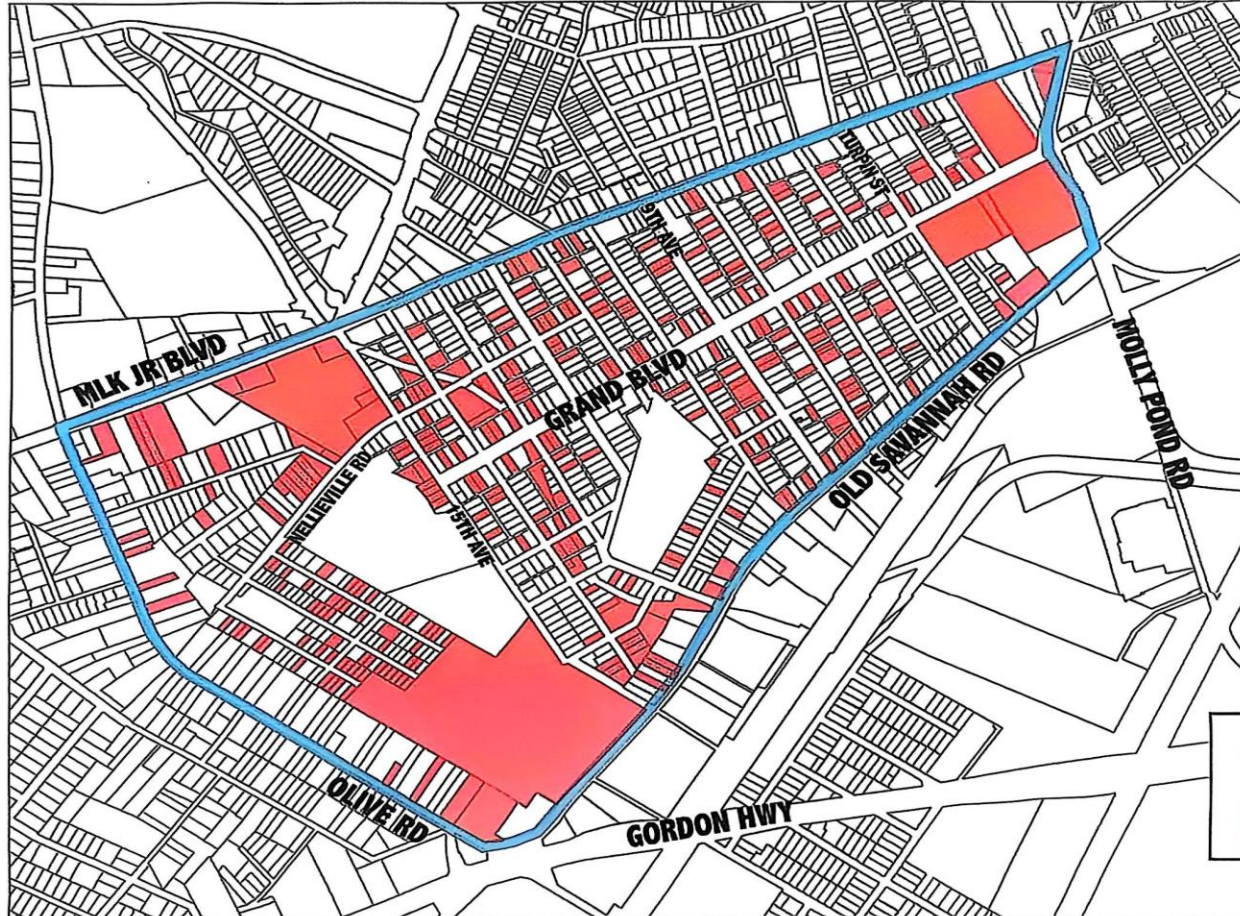 TURPIN ST
9TH AVE
MLK JR BLVD
GRAND BLVD
MOLLY POND RD
OLD SAVANNAH RD
NELLIEVILLE RD
15TH AVE
OLIVE RD
GORDON HWY